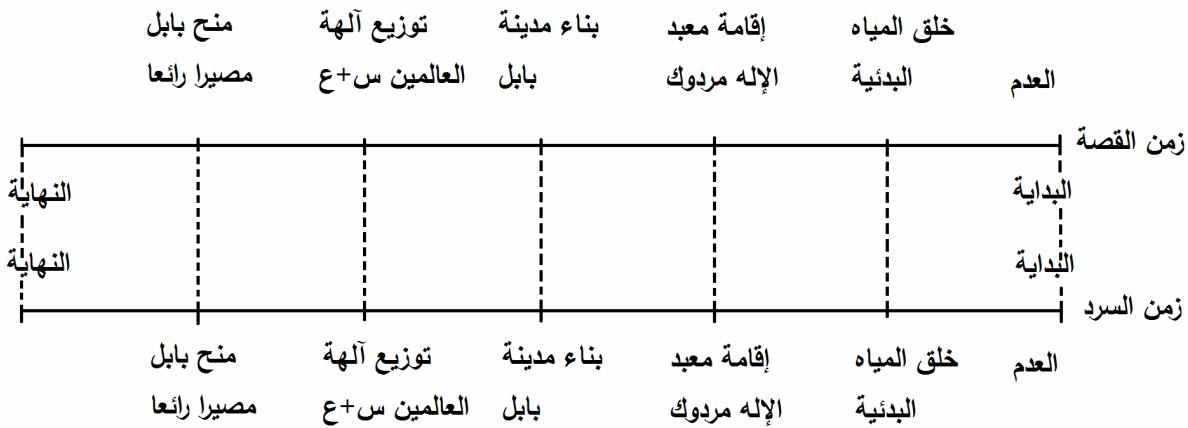 العدم
خلق المياه
البدئية
إقامة معبد
الإله مردوك
بناء مدينة
بابل
توزيع آلهة
العالمين س+ع
منح بابل
مصيرا رائعا
زمن القصة
البداية
النهاية
البداية
النهاية
زمن السرد
العدم
خلق المياه
البدئية
إقامة معبد
الإله مردوك
بناء مدينة
بابل
توزيع آلهة
العالمين س+ع
منح بابل
مصيرا رائعا